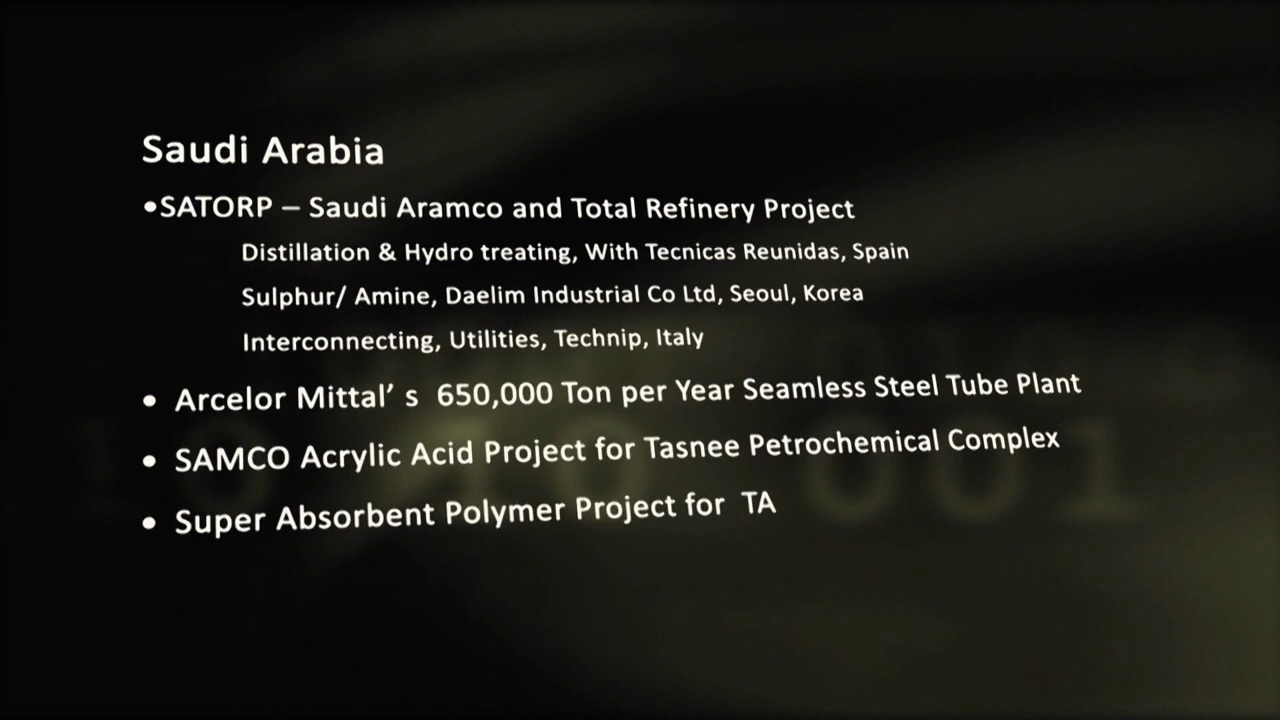 Saudi Arabia
•SATORP – Saudi Aramco and Total Refinery Project
Distillation & Hydro treating, With Tecnicas Reunidas, Spain
Sulphur/ Amine, Daelim Industrial Co Ltd, Seoul, Korea
Interconnecting, Utilities, Technip, Italy
• Arcelor Mittal’ s 650,000 Ton per Year Seamless Steel Tube Plant
• SAMCO Acrylic Acid Project for Tasnee Petrochemical Complex
• Super Absorbent Polymer Project for TA